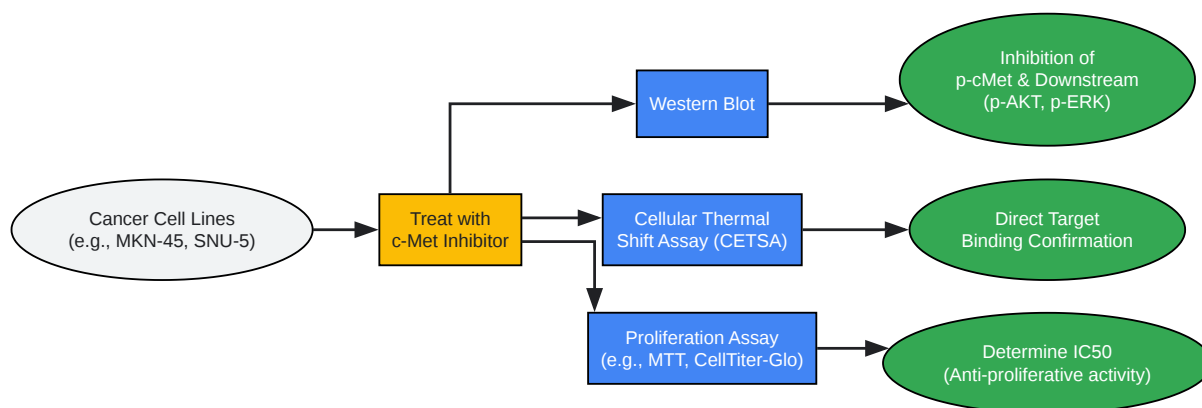 Inhibition of
p-cMet & Downstream
(p-AKT, p-ERK)
Western Blot
Cancer Cell Lines
(e.g., MKN-45, SNU-5)
Treat with
c-Met Inhibitor
Cellular Thermal
Shift Assay (CETSA)
Direct Target
Binding Confirmation
Proliferation Assay
(e.g., MTT, CellTiter-Glo)
Determine IC50
(Anti-proliferative activity)